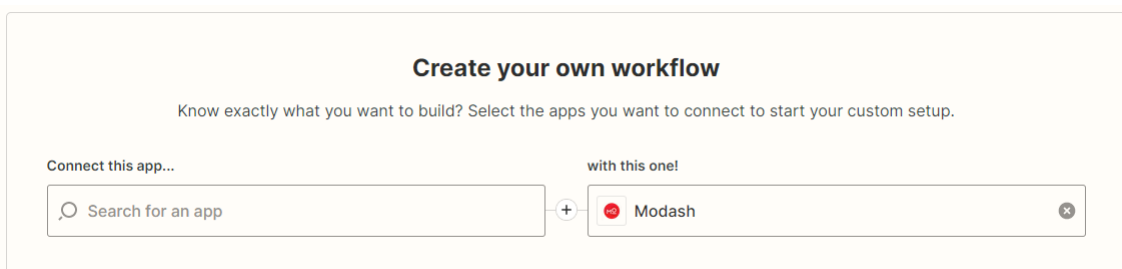 Create your own workflow
Know exactly what you want to build? Select the apps you want to connect to start your custom setup.
Connect this app...
with this one!
Search for an app
Modash